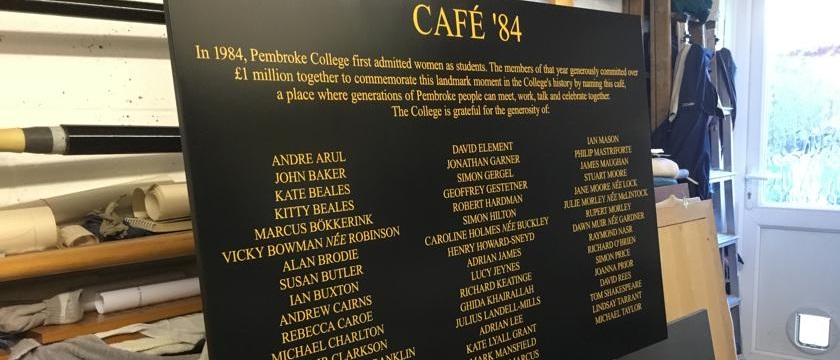 CAFÉ '84
In 1984, Pembroke College first admitted women as students. The members of that year generously committed over
£1 million together to commemorate this landmark moment in the College's history by naming this café,
a place where generations of Pembroke people can meet, work, talk and celebrate together.
The College is grateful for the generosity of:
ANDRE ARUL
JOHN BAKER
KATE BEALES
KITTY BEALES
MARCUS BÖKKERINK
VICKY BOWMAN NÉE ROBINSON
ALAN BRODIE
SUSAN BUTLER
IAN BUXTON
ANDREW CAIRNS
REBECCA CAROE
MICHAEL CHARLTON
CLARKSON
DAVID ELEMENT
JONATHAN GARNER
SIMON GERGEL
GEOFFREY GESTETNER
ROBERT HARDMAN
SIMON HILTON
CAROLINE HOLMES NÉE BUCKLEY
HENRY HOWARD-SNEYD
ADRIAN JAMES
LUCY JEYNES
RICHARD KEATINGE
GHIDA KHAIRALLAH
JULIUS LANDELL-MILLS
ADRIAN LEE
KATE LYALL GRANT
MARK MANSFIELD
IAN MASON
PHILIP MASTRIFORTE
JAMES MAUGHAN
STUART MOORE
JANE MOORE NÉE LOCK
JULIE MORLEY NÉE McLINTOCK
RUPERT MORLEY
DAWN MUIR NÉE GARDNER
RAYMOND NASR
RICHARD O'BRIEN
SIMON PRICE
JOANNA PRIOR
DAVID REES
TOM SHAKESPEARE
LINDSAY TARRANT
MICHAEL TAYLOR